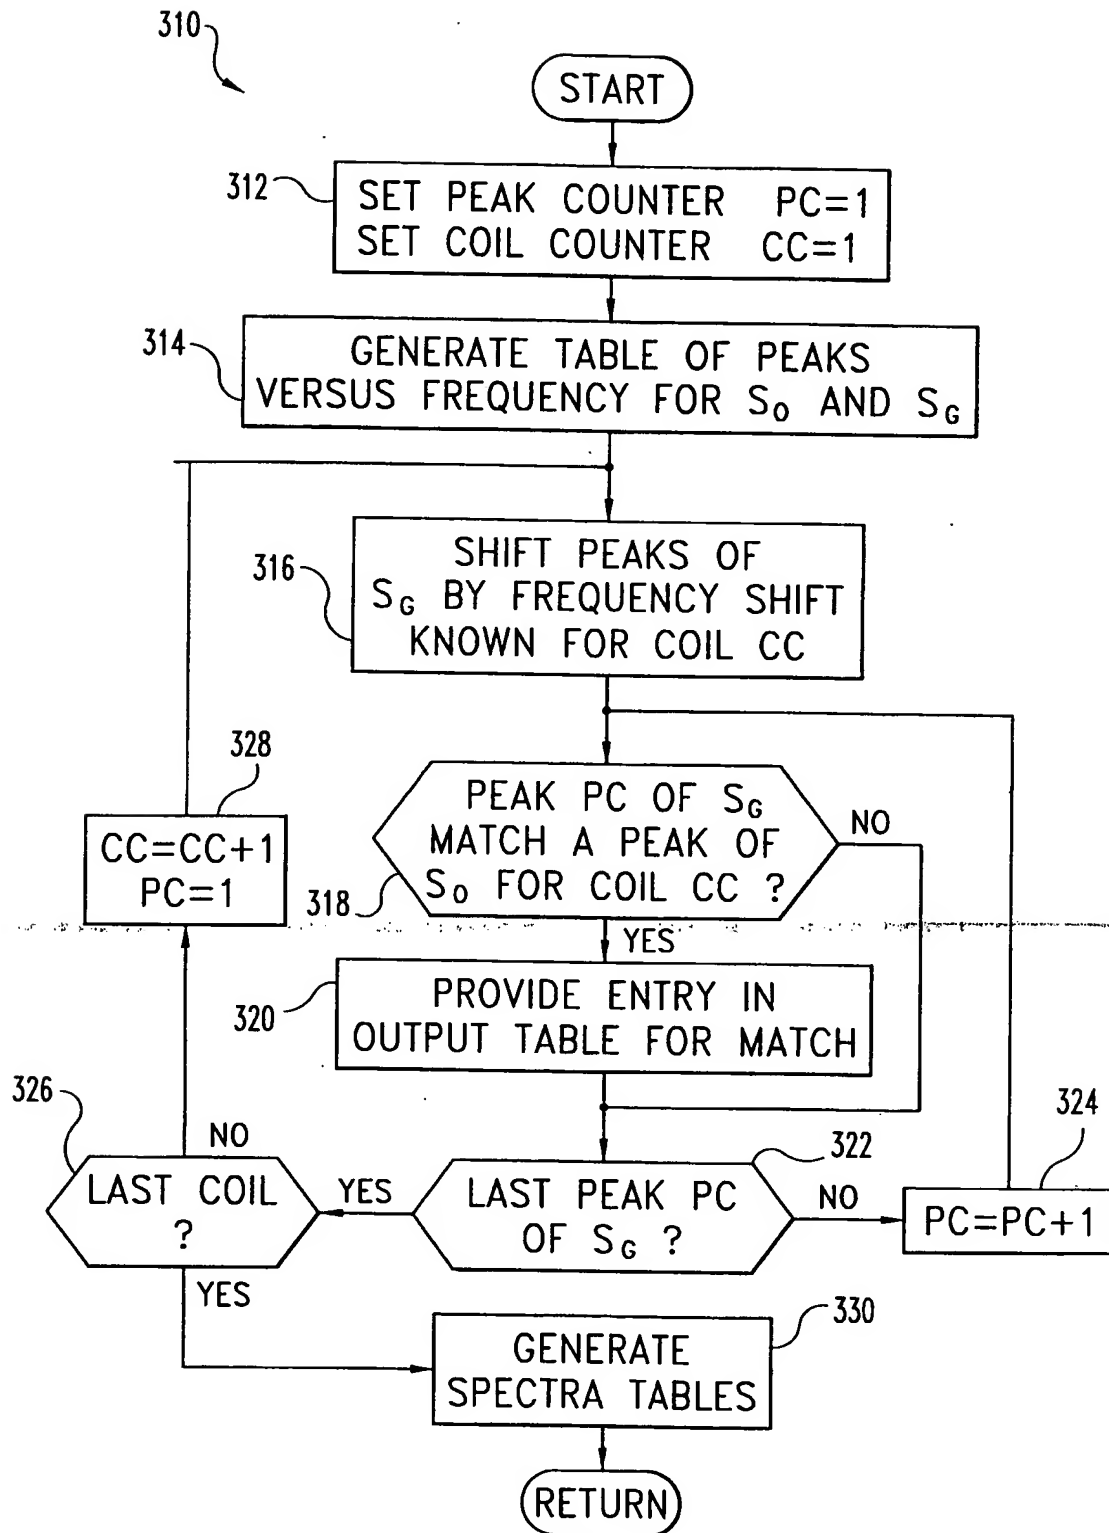 310
START
312
SET PEAK COUNTER PC=1
SET COIL COUNTER CC=1
314
GENERATE TABLE OF PEAKS
VERSUS FREQUENCY FOR S₀ AND S_G
316
SHIFT PEAKS OF
S_G BY FREQUENCY SHIFT
KNOWN FOR COIL CC
328
CC=CC+1
PC=1
318
PEAK PC OF S_G
MATCH A PEAK OF
S₀ FOR COIL CC ?
NO
YES
320
PROVIDE ENTRY IN
OUTPUT TABLE FOR MATCH
326
NO
LAST COIL
?
YES
YES
322
LAST PEAK PC
OF S_G ?
NO
324
PC=PC+1
330
GENERATE
SPECTRA TABLES
RETURN